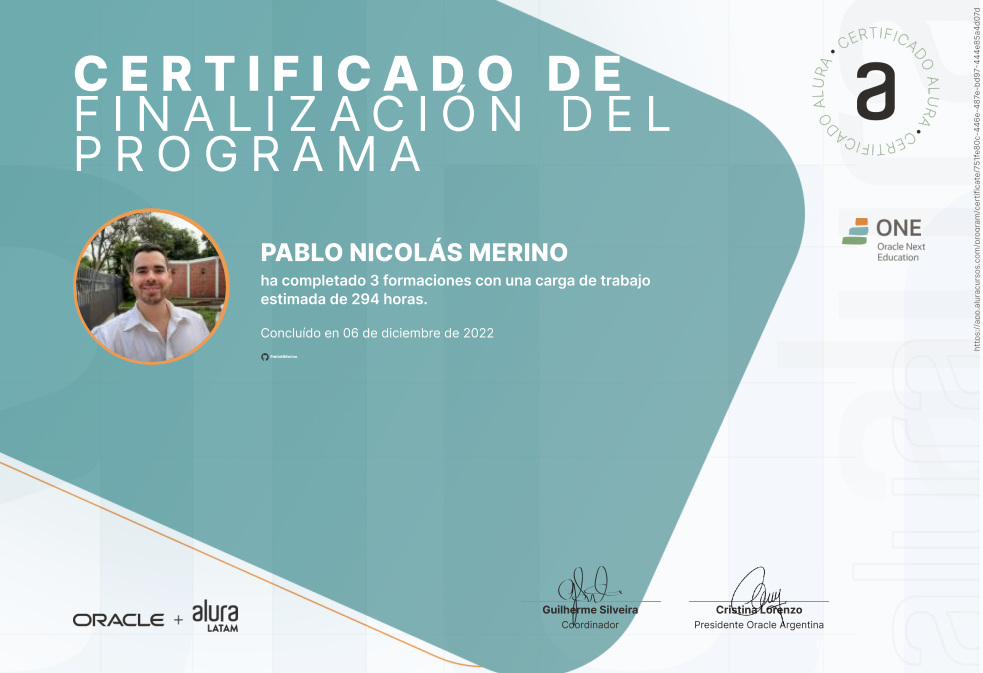 CERTIFICADO DE
FINALIZACIÓN DEL
PROGRAMA
CERTIFICADO ALURA • CERTIFICADO ALURA •
a
ONE
Oracle Next
Education
PABLO NICOLÁS MERINO
ha completado 3 formaciones con una carga de trabajo
estimada de 294 horas.
Concluído en 06 de diciembre de 2022
ORACLE + alura
LATAM
Guilherme Silveira
Coordinador
Cristina Lorenzo
Presidente Oracle Argentina
https://app.aluracursos.com/program/certificate/751fe80c-446e-487e-bd97-444e85a4d07d
alura